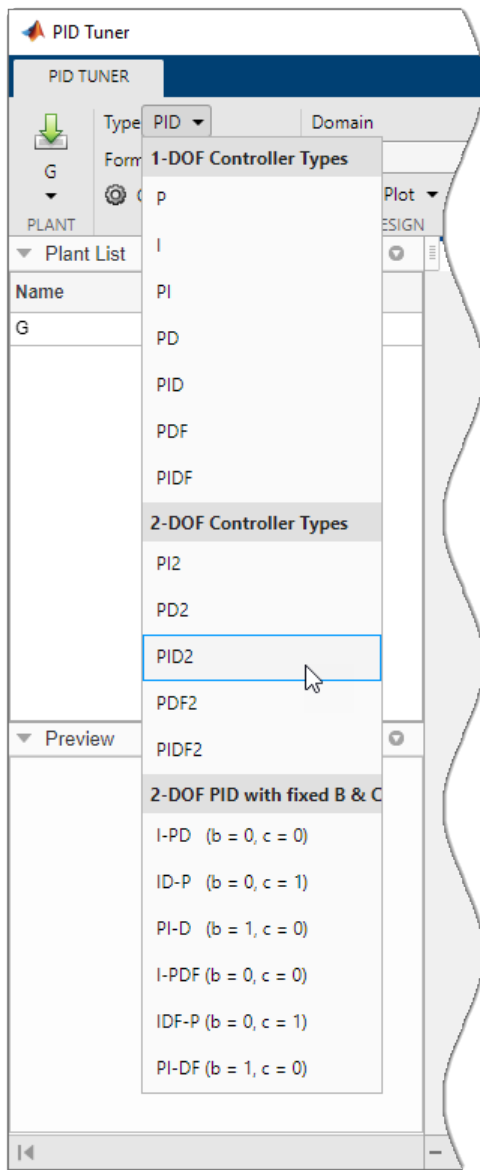 PID Tuner
PID TUNER
Type PID Domain
G Form 1-DOF Controller Types
P Plot
PLANT ESIGN
Plant List I
Name PI
G PD
PID
PDF
PIDF
2-DOF Controller Types
PI2
PD2
PID2
PDF2
Preview PIDF2
2-DOF PID with fixed B & C
I-PD (b = 0, c = 0)
ID-P (b = 0, c = 1)
PI-D (b = 1, c = 0)
I-PDF (b = 0, c = 0)
IDF-P (b = 0, c = 1)
PI-DF (b = 1, c = 0)